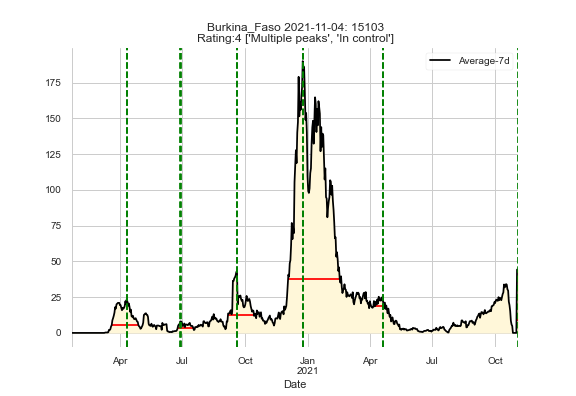 Burkina_Faso 2021-11-04: 15103
Rating:4 ['Multiple peaks', 'In control']
Average-7d
175
150
125
100
75
50
25
0
Apr Jul Oct Jan Apr Jul Oct
2021
Date